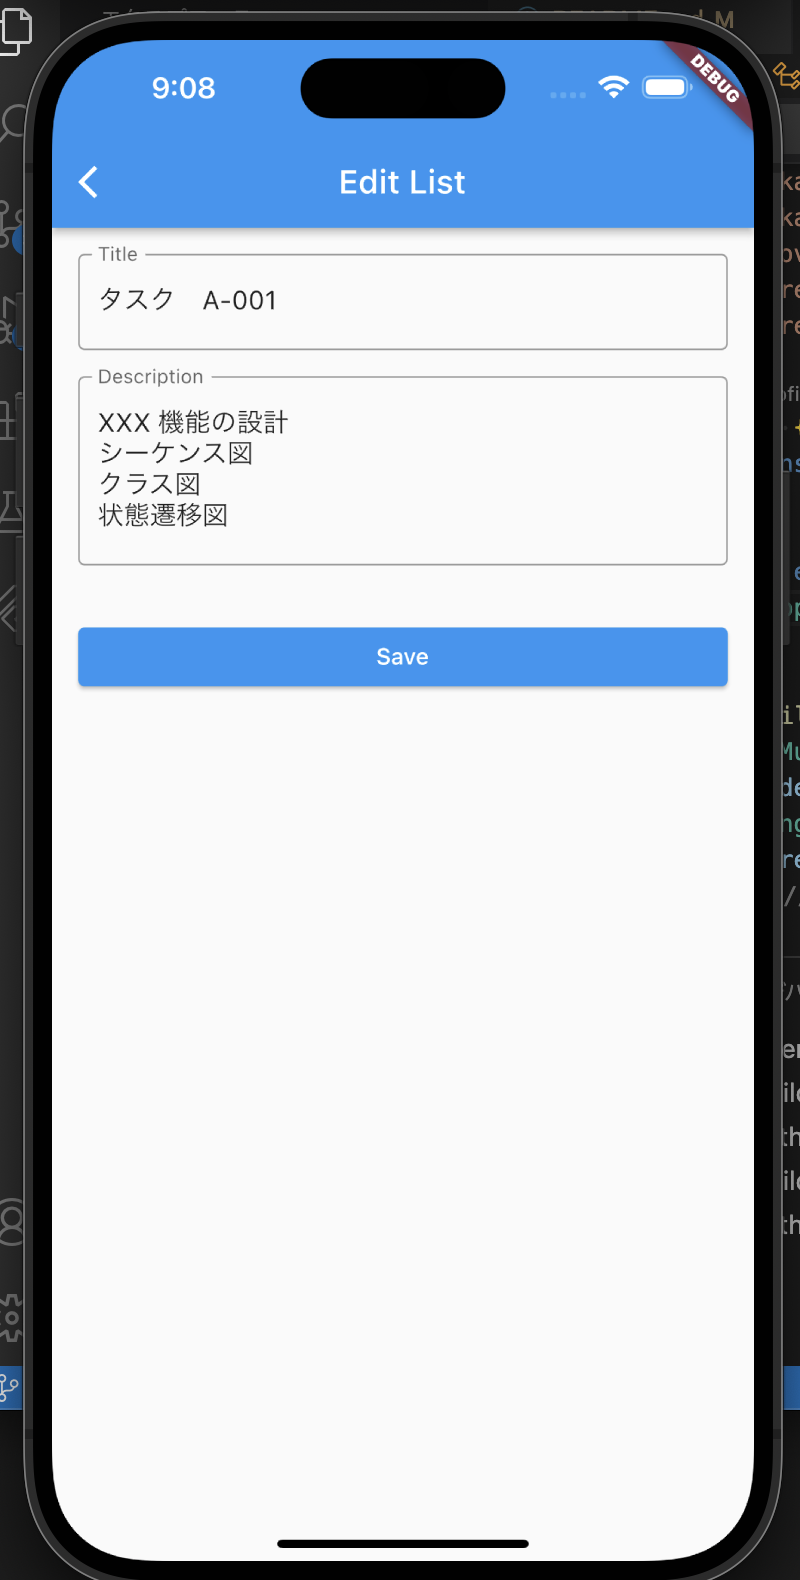 9:08
DEBUG
Edit List
Title
タスク　A-001
Description
XXX 機能の設計
シーケンス図
クラス図
状態遷移図
Save